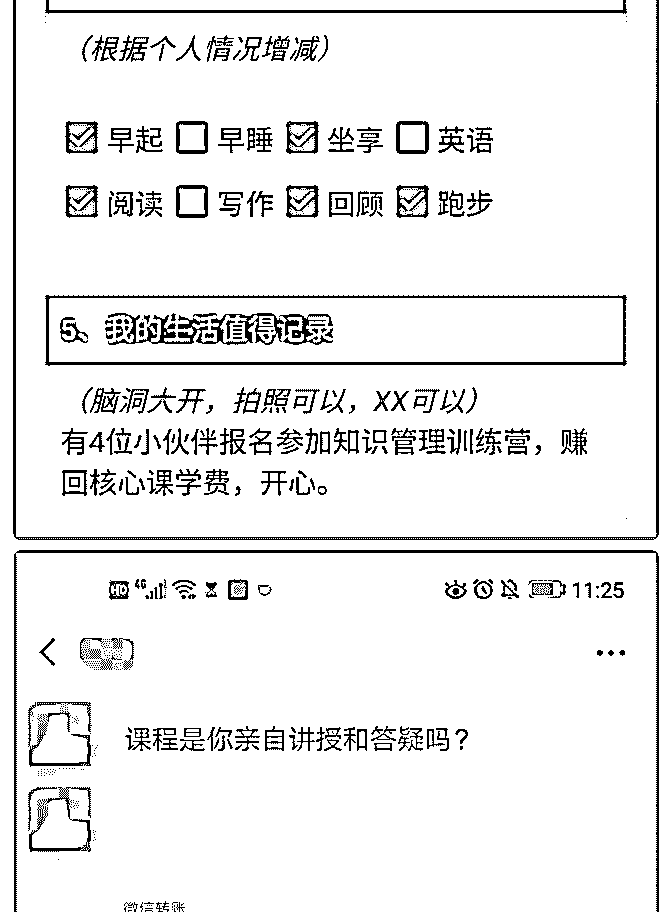 （根据个人情况增减）
早起 早睡 坐享 英语
阅读 写作 回顾 跑步
5、我的生活值得记录
（脑洞大开，拍照可以，XX可以）
有4位小伙伴报名参加知识管理训练营，赚
回核心课学费，开心。
HD 4G 11:25
课程是你亲自讲授和答疑吗？
微信转账